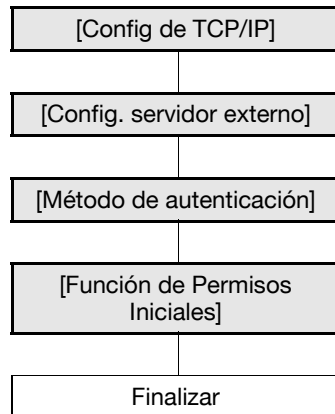 [Config de TCP/IP]
[Config. servidor externo]
[Método de autenticación]
[Función de Permisos
Iniciales]
Finalizar